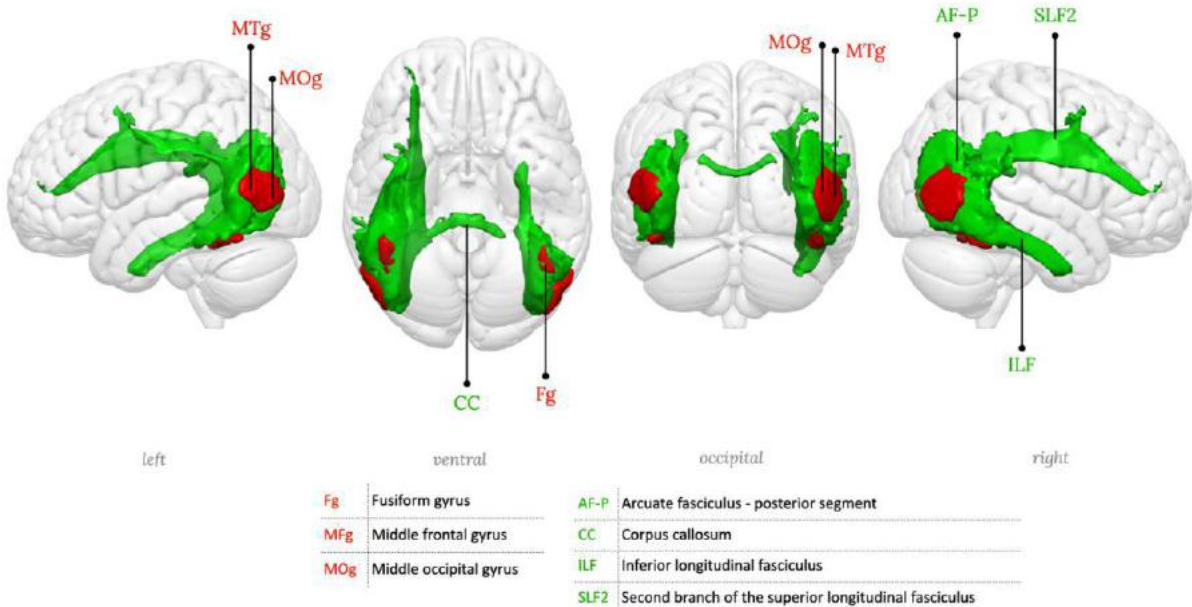 AF-P SLF2
MTg
MOg
MOg
MTg
CC
Fg
ILF
left ventral occipital right
Fg Fusiform gyrus
MFg Middle frontal gyrus
MOg Middle occipital gyrus
AF-P Arcuate fasciculus - posterior segment
CC Corpus callosum
ILF Inferior longitudinal fasciculus
SLF2 Second branch of the superior longitudinal fasciculus